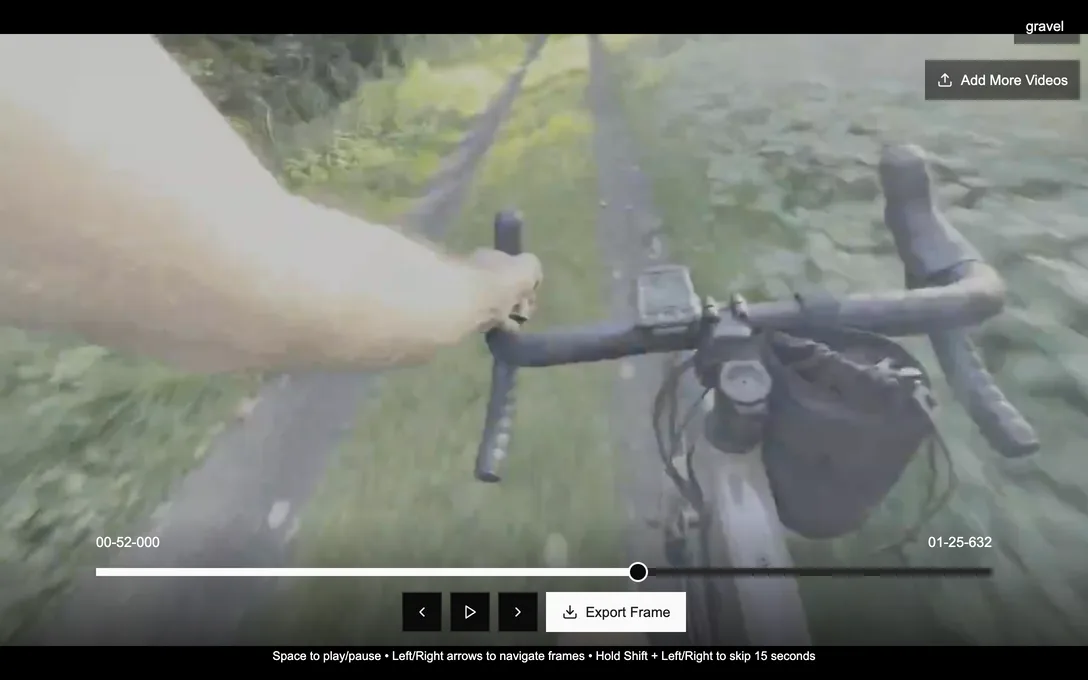 gravel
Add More Videos
00-52-000
01-25-632
Export Frame
Space to play/pause • Left/Right arrows to navigate frames • Hold Shift + Left/Right to skip 15 seconds